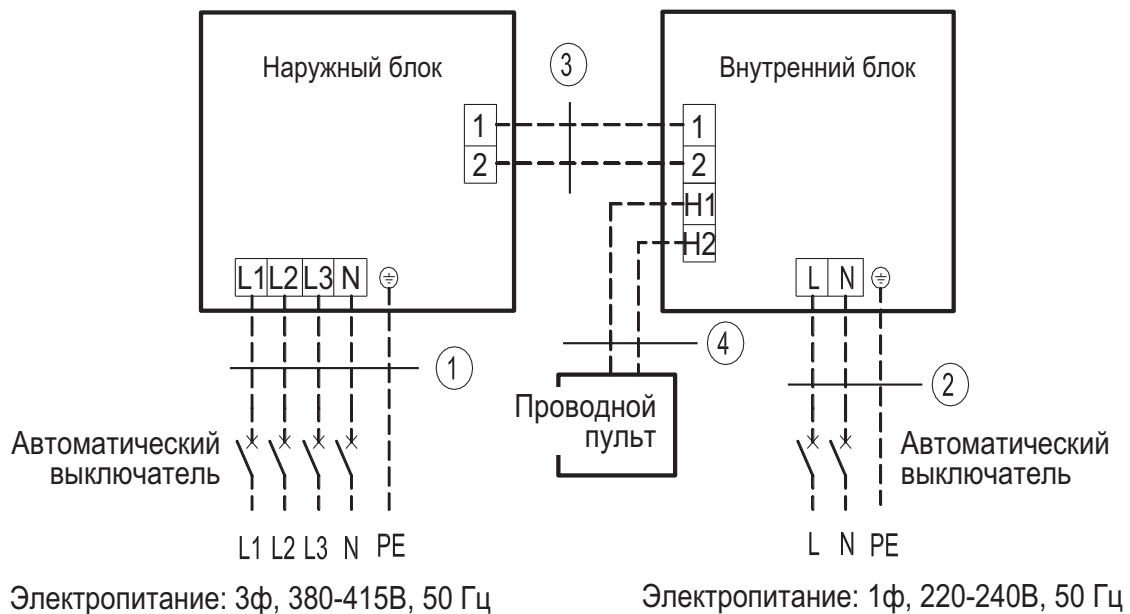 Наружный блок
3
Внутренний блок
1
2
1
2
H1
H2
L1 L2 L3 N
L N
1
4
2
Проводной
пульт
Автоматический
выключатель
Автоматический
выключатель
L1 L2 L3 N PE
L N PE
Электропитание: 3ф, 380-415В, 50 Гц
Электропитание: 1ф, 220-240В, 50 Гц